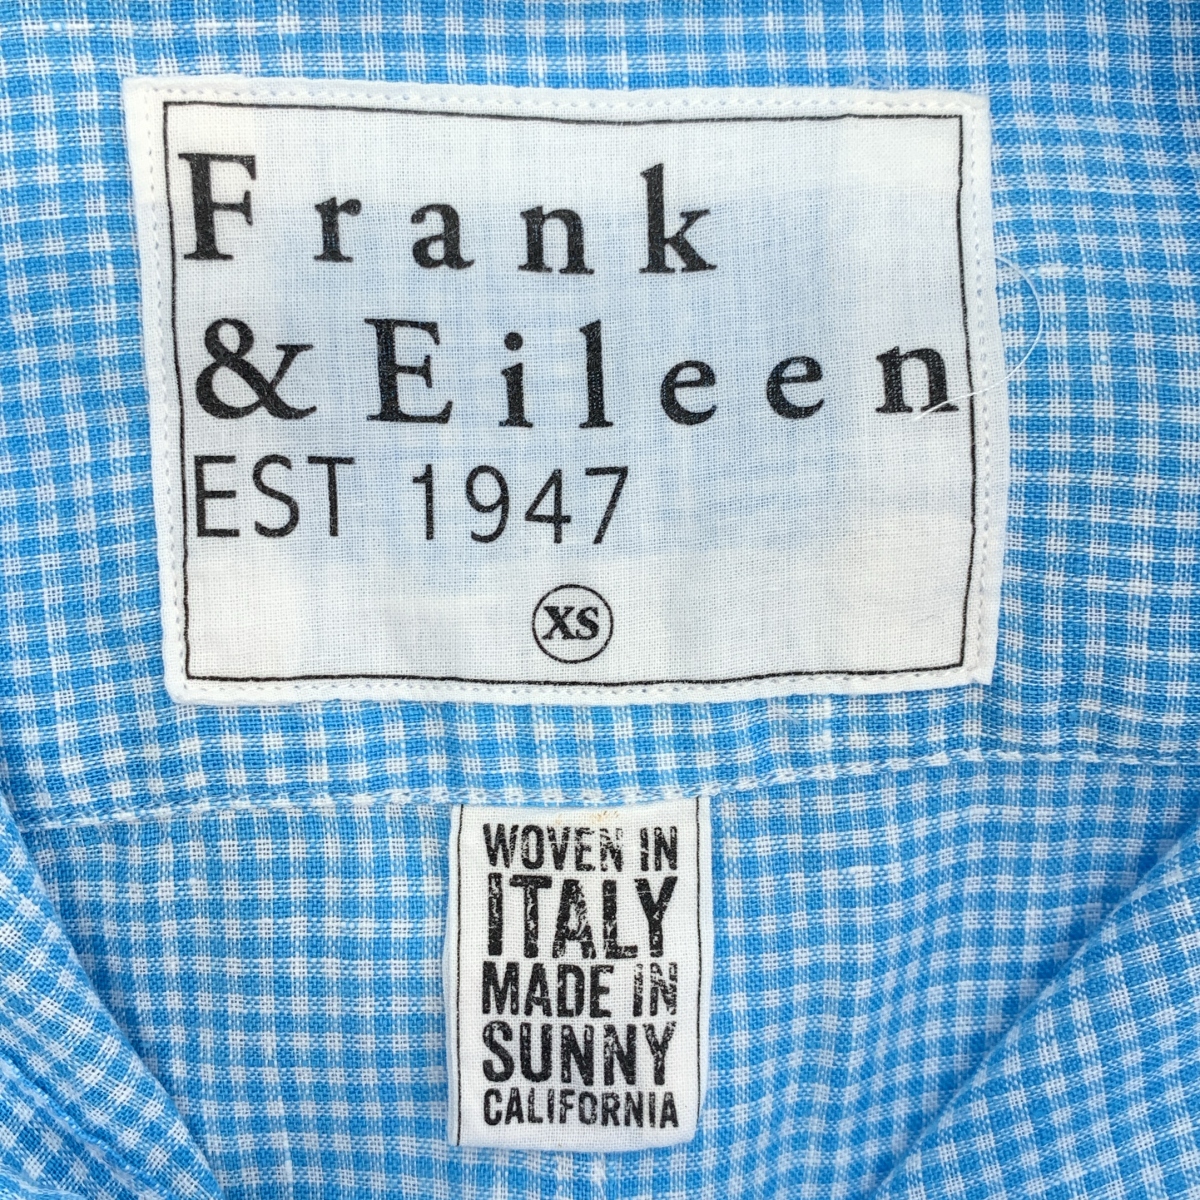 Frank
& Eileen
EST 1947
XS
WOVEN IN
ITALY
MADE IN
SUNNY
CALIFORNIA